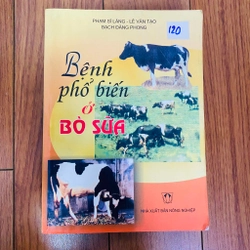 PHẠM SĨ LĂNG - LÊ VĂN TẠO
BẠCH ĐĂNG PHONG
120
Bệnh
phổ biến
ở
BÒ SỮA
NHÀ XUẤT BẢN NÔNG NGHIỆP